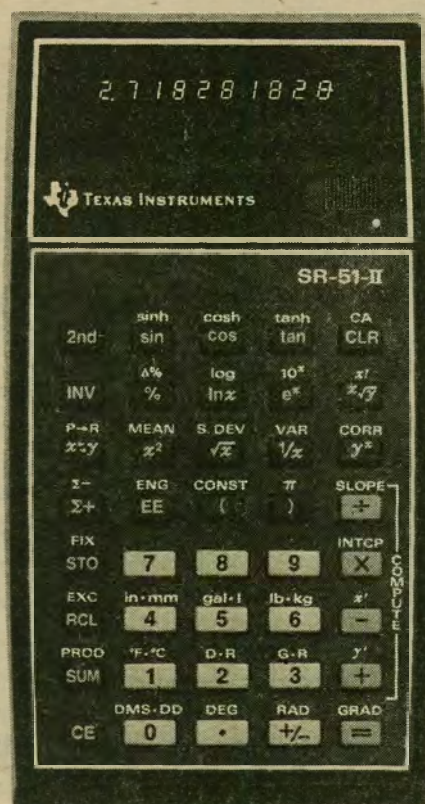 2.718281828
TEXAS INSTRUMENTS
SR-51-II
sinh cosh tanh CA
2nd sin cos tan CLR
Δ% log 10ˣ x!
INV % lnx eˣ ˣ√y
P→R MEAN S. DEV VAR CORR
x:y x² √x 1/x yˣ
Σ- ENG CONST π SLOPE
Σ+ EE ( ) ÷
FIX INTCP
STO 7 8 9 X
EXC in·mm gal·l lb·kg x'
RCL 4 5 6 -
PROD °F·°C D·R G·R y'
SUM 1 2 3 +
DMS·DD DEG RAD GRAD
CE 0 . +/- =
COMPUTE